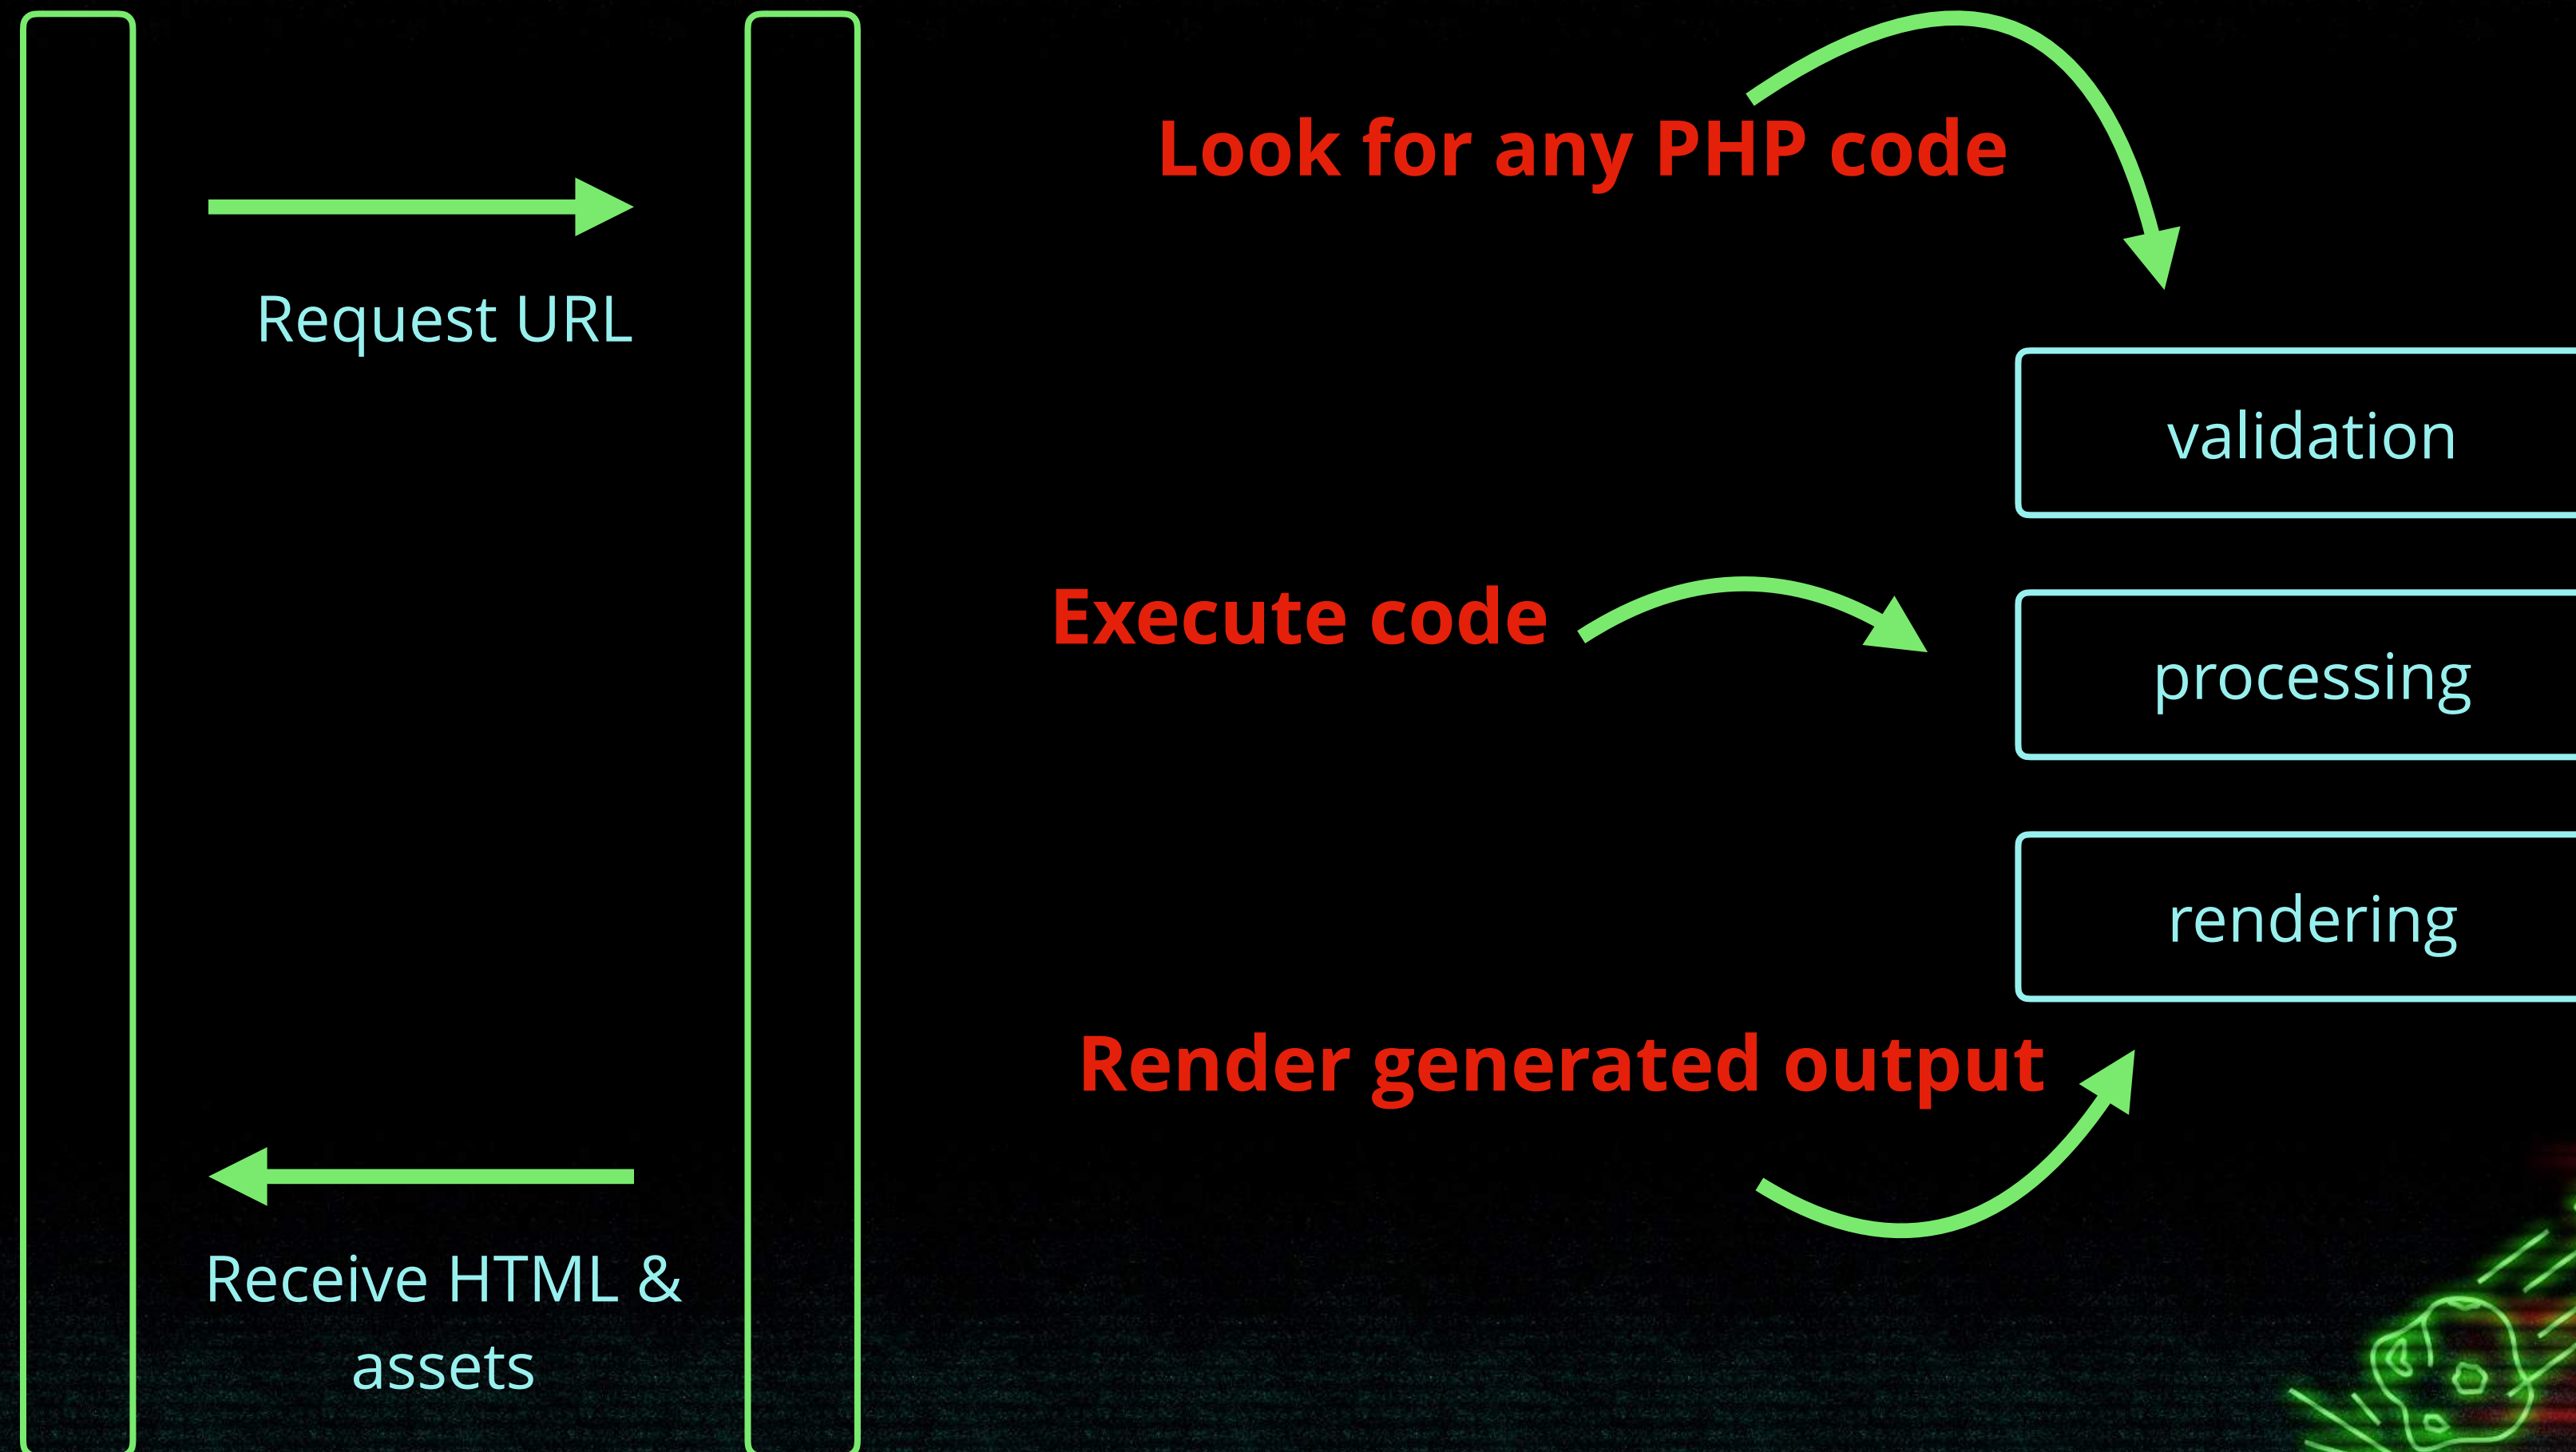 Look for any PHP code
Request URL
validation
Execute code
processing
rendering
Render generated output
Receive HTML &
assets